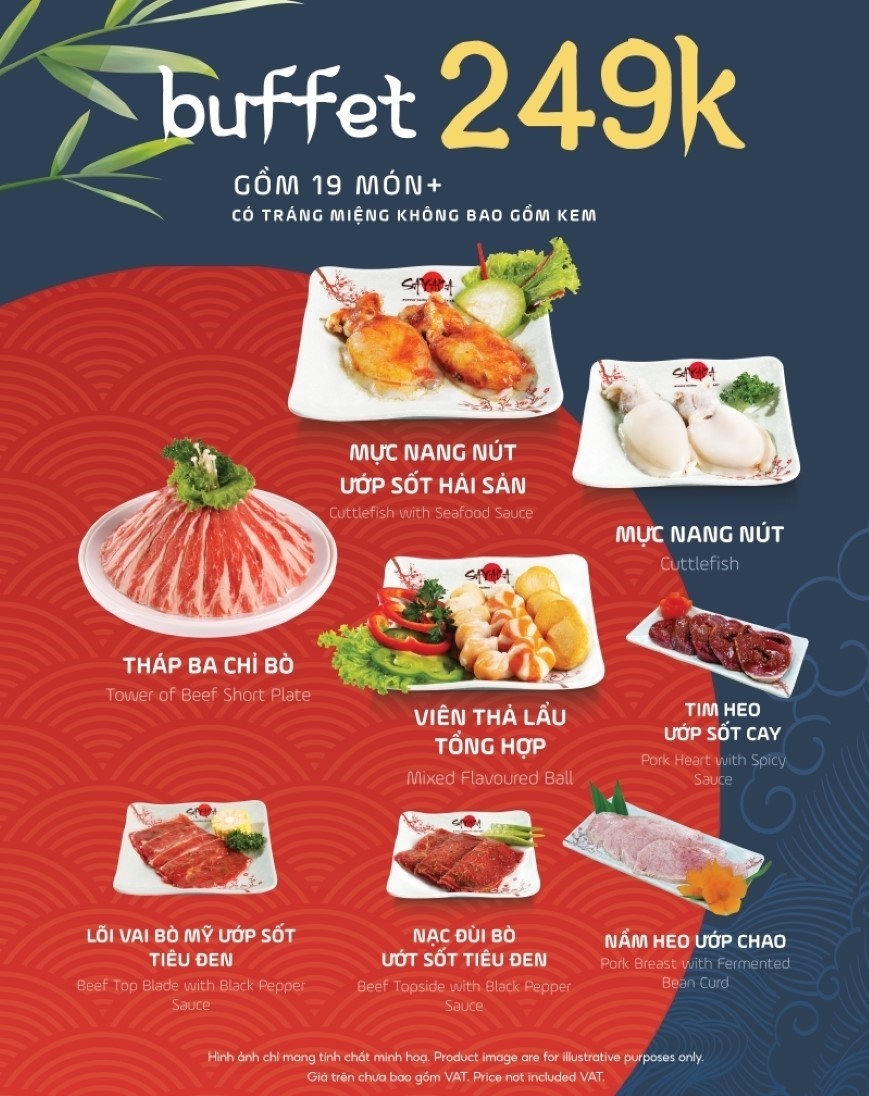 buffet 249k
GỒM 19 MÓN+
CÓ TRÁNG MIỆNG KHÔNG BAO GỒM KEM
SAYAKA
MỰC NANG NÚT
ƯỚP SỐT HẢI SẢN
Cuttlefish with Seafood Sauce
MỰC NANG NÚT
Cuttlefish
THÁP BA CHỈ BÒ
Tower of Beef Short Plate
VIÊN THẢ LẨU
TỔNG HỢP
Mixed Flavoured Ball
TIM HEO
ƯỚP SỐT CAY
Pork Heart with Spicy
Sauce
LÕI VAI BÒ MỸ ƯỚP SỐT
TIÊU ĐEN
Beef Top Blade with Black Pepper
Sauce
NẠC ĐÙI BÒ
ƯỚT SỐT TIÊU ĐEN
Beef Topside with Black Pepper
Sauce
NẦM HEO ƯỚP CHAO
Pork Breast with Fermented
Bean Curd
Hình ảnh chỉ mang tính chất minh hoạ. Product image are for illustrative purposes only.
Giá trên chưa bao gồm VAT. Price not included VAT.